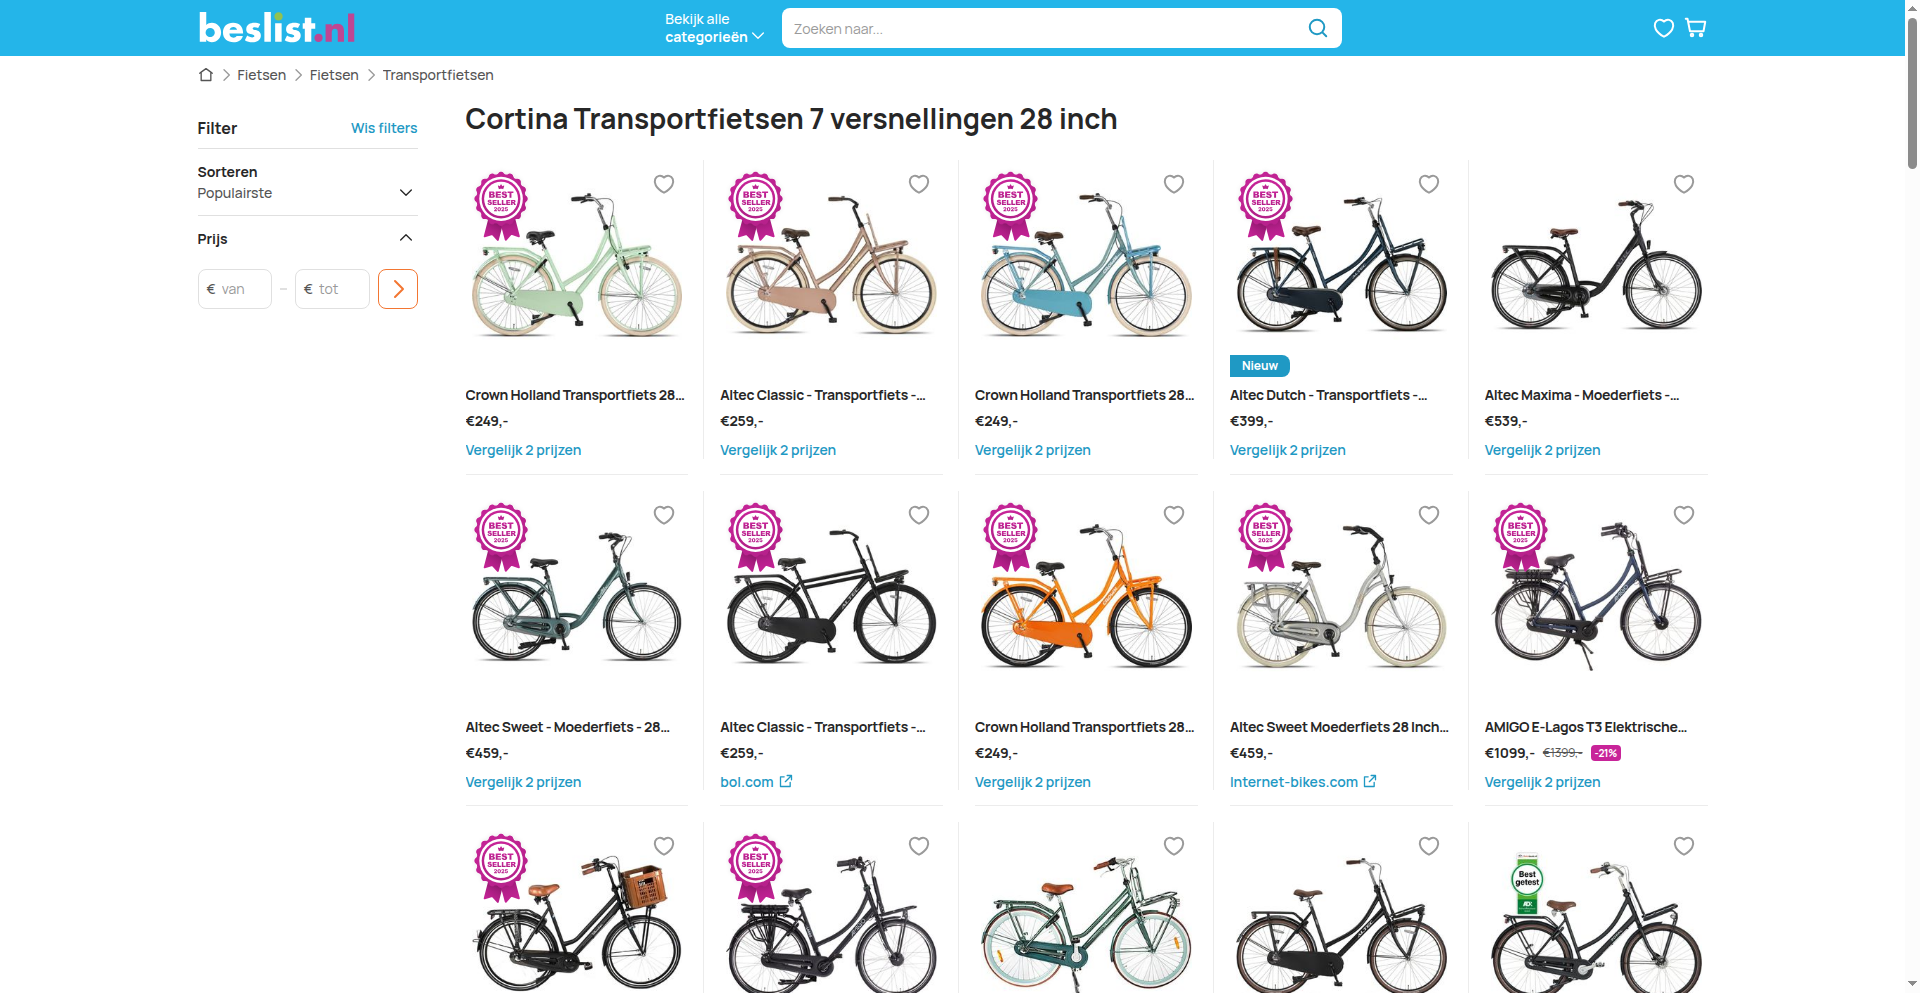 beslist.nl
Bekijk alle
categorieën
Zoeken naar...
Fietsen
Fietsen
Transportfietsen
Filter
Wis filters
Sorteren
Populairste
Prijs
€ van
–
€ tot
Cortina Transportfietsen 7 versnellingen 28 inch
BEST
SELLER
2025
BEST
SELLER
2025
BEST
SELLER
2025
BEST
SELLER
2025
Nieuw
Crown Holland Transportfiets 28...
€249,-
Vergelijk 2 prijzen
Altec Classic - Transportfiets -...
€259,-
Vergelijk 2 prijzen
Crown Holland Transportfiets 28...
€249,-
Vergelijk 2 prijzen
Altec Dutch - Transportfiets -...
€399,-
Vergelijk 2 prijzen
Altec Maxima - Moederfiets -...
€539,-
Vergelijk 2 prijzen
BEST
SELLER
2025
BEST
SELLER
2025
BEST
SELLER
2025
BEST
SELLER
2025
BEST
SELLER
2025
Altec Sweet - Moederfiets - 28...
€459,-
Vergelijk 2 prijzen
Altec Classic - Transportfiets -...
€259,-
bol.com
Crown Holland Transportfiets 28...
€249,-
Vergelijk 2 prijzen
Altec Sweet Moederfiets 28 Inch...
€459,-
Internet-bikes.com
AMIGO E-Lagos T3 Elektrische...
€1099,- €1399,- -21%
Vergelijk 2 prijzen
BEST
SELLER
2025
BEST
SELLER
2025
Best
getest